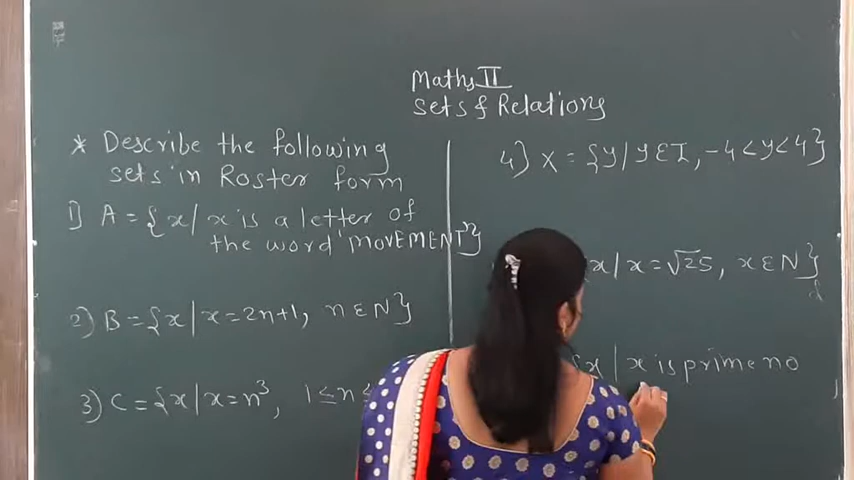 Maths II
Sets & Relations
* Describe the following
sets in Roster form
1) A = {x/x is a letter of
the word 'MOVEMENT'}
2) B = {x/x=2n+1, n ∈ N}
3) C = {x/x=n³, 1≤n≤
4) X = {y/y ∈ I, -4<y<4}
x/x=√25, x ∈ N}
{x/x is prime no